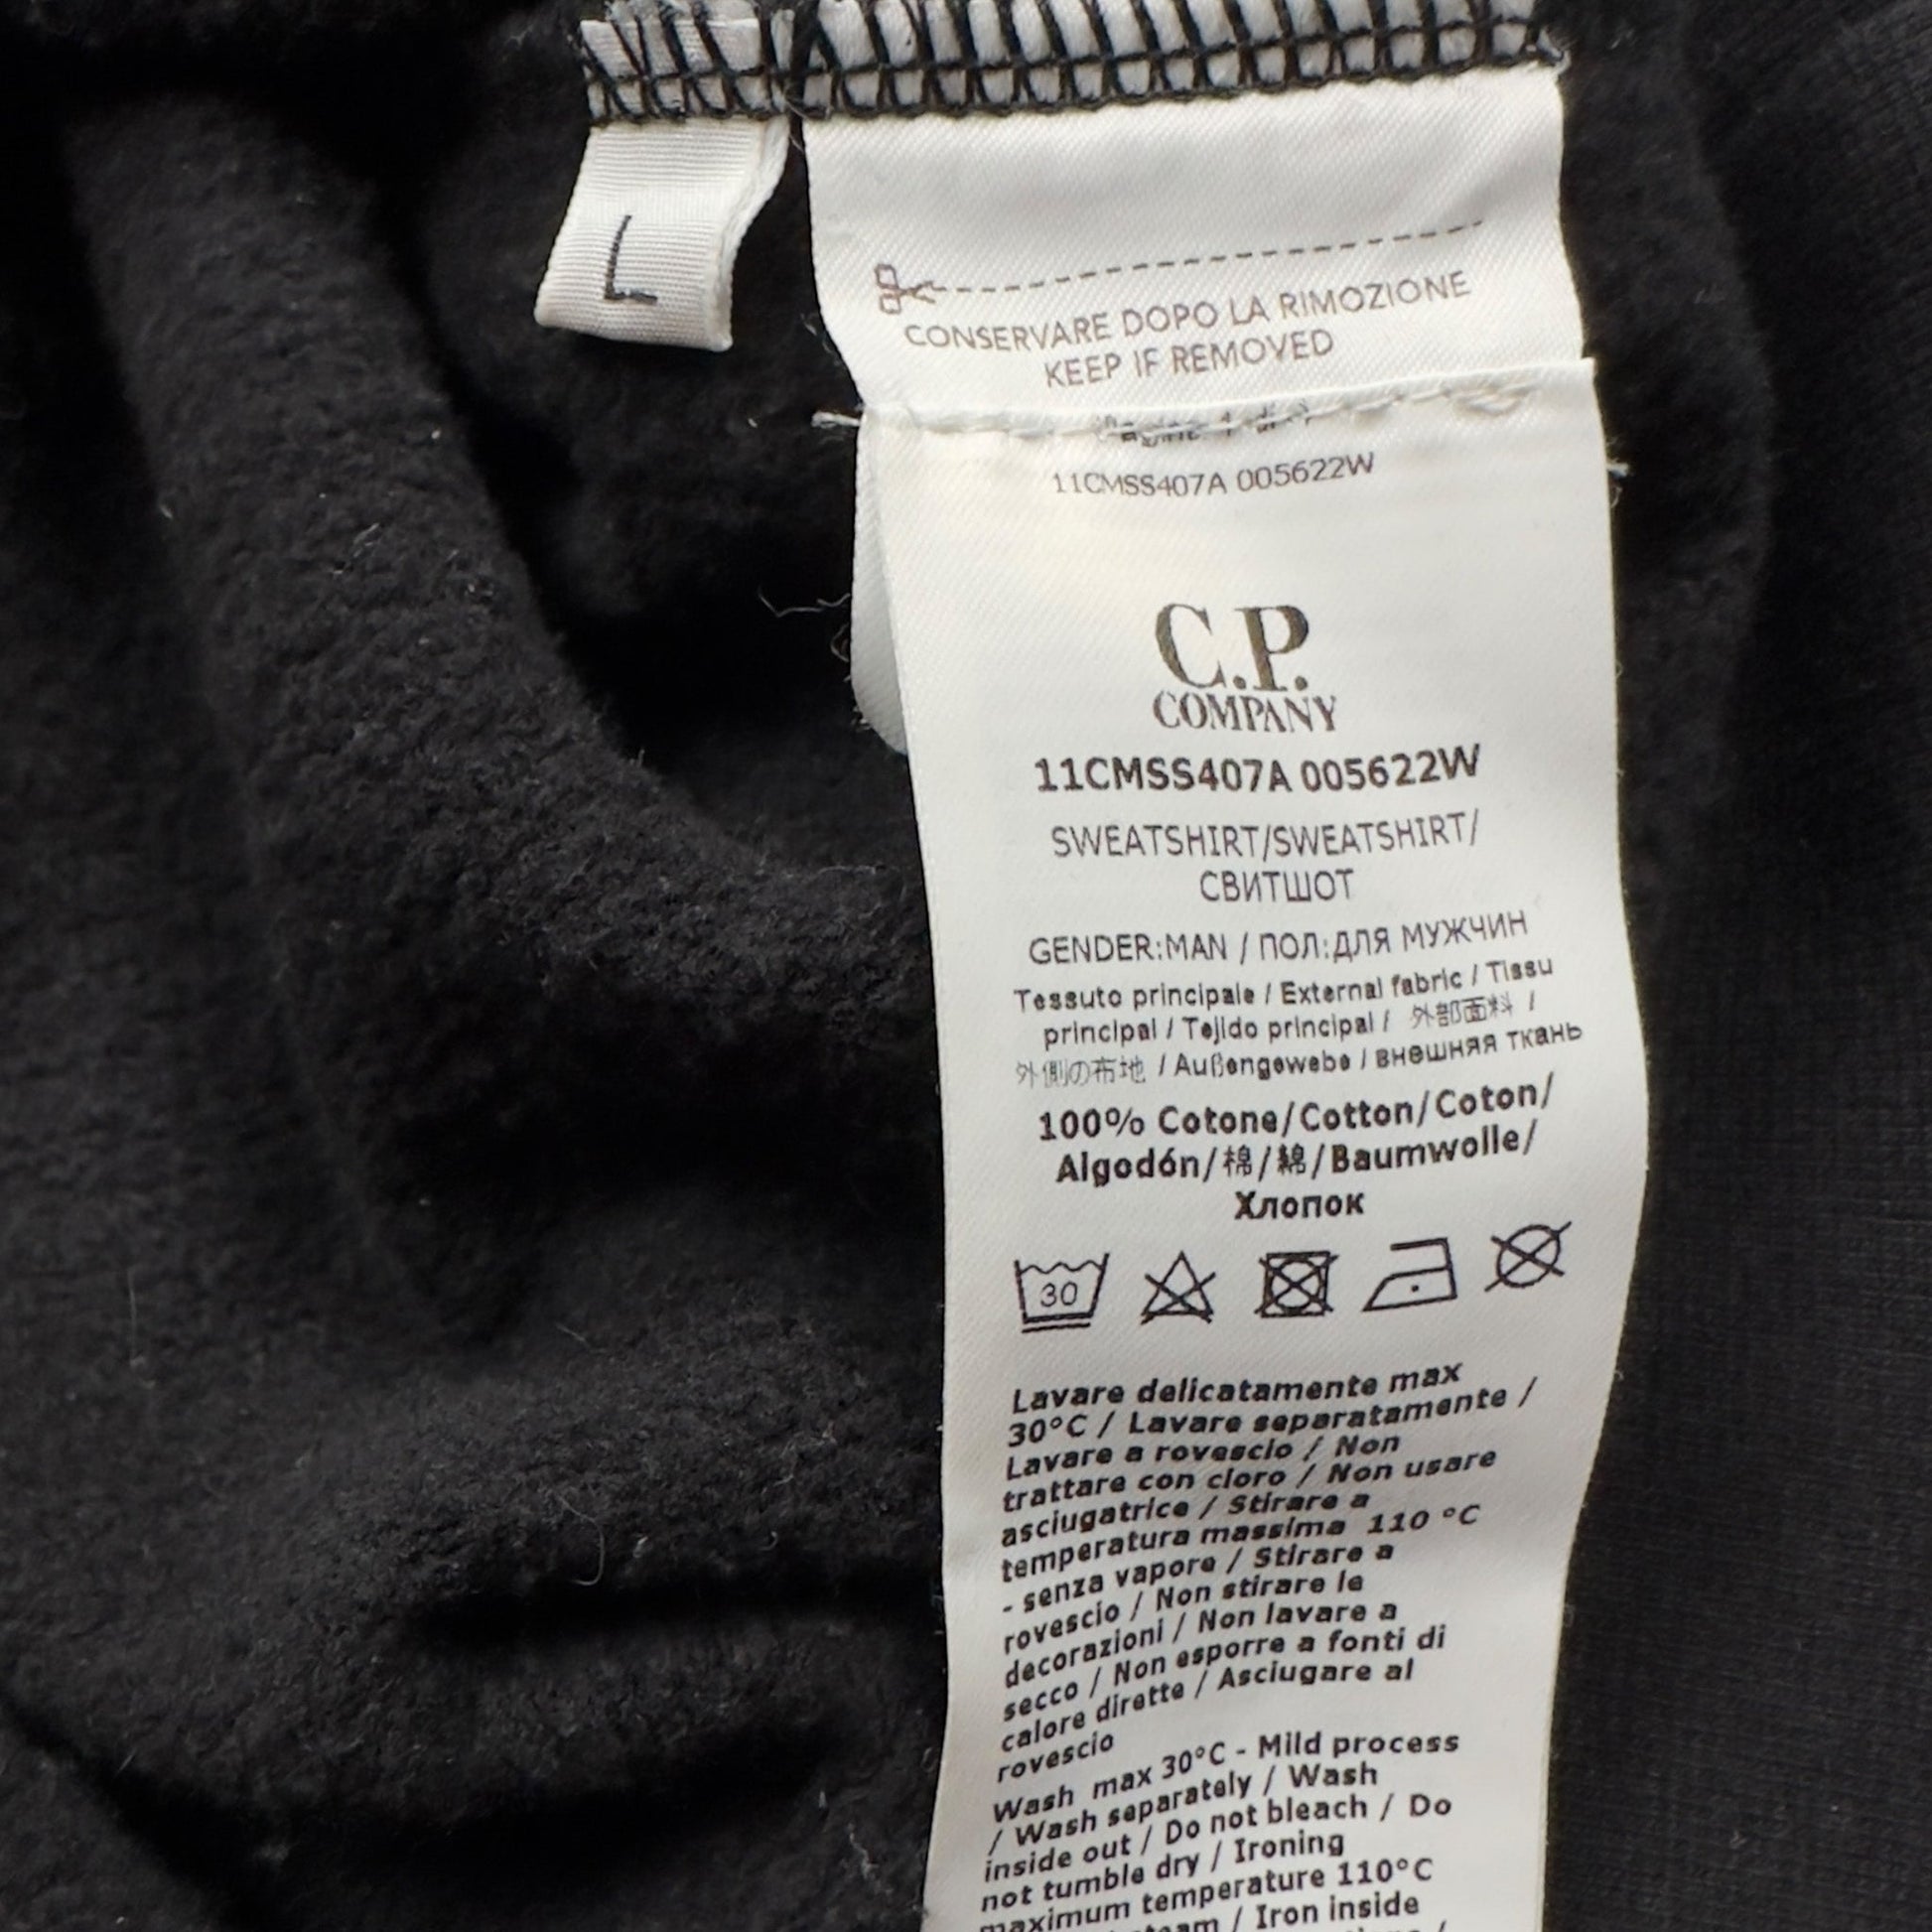 L
CONSERVARE DOPO LA RIMOZIONE
KEEP IF REMOVED
11CMSS407A 005622W
C.P.
COMPANY
11CMSS407A 005622W
SWEATSHIRT/SWEATSHIRT/
СВИТШОТ
GENDER:MAN / ПОЛ:ДЛЯ МУЖЧИН
Tessuto principale / External fabric / Tissu
principal / Tejido principal / 外部面料 /
外側の布地 / Außengewebe / внешняя ткань
100% Cotone/Cotton/Coton/
Algodón/棉/綿/Baumwolle/
Хлопок
30
Lavare delicatamente max
30°C / Lavare separatamente /
Lavare a rovescio / Non
trattare con cloro / Non usare
asciugatrice / Stirare a
temperatura massima 110 °C
- senza vapore / Stirare a
rovescio / Non stirare le
decorazioni / Non lavare a
secco / Non esporre a fonti di
calore dirette / Asciugare al
rovescio
Wash max 30°C - Mild process
/ Wash separately / Wash
inside out / Do not bleach / Do
not tumble dry / Ironing
maximum temperature 110°C
/ Iron inside